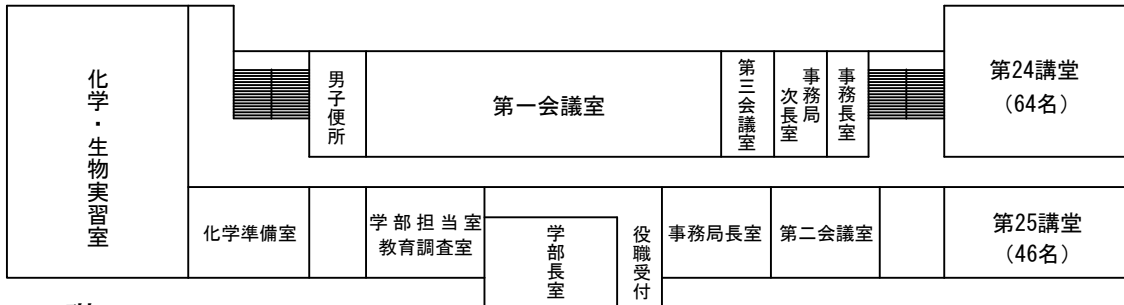 化学・生物実習室
男子便所
第一会議室
第三会議室
事務局
次長室
事務長室
第24講堂
（64名）
化学準備室
学部担当室
教育調査室
学部長室
役職受付
事務局長室
第二会議室
第25講堂
（46名）